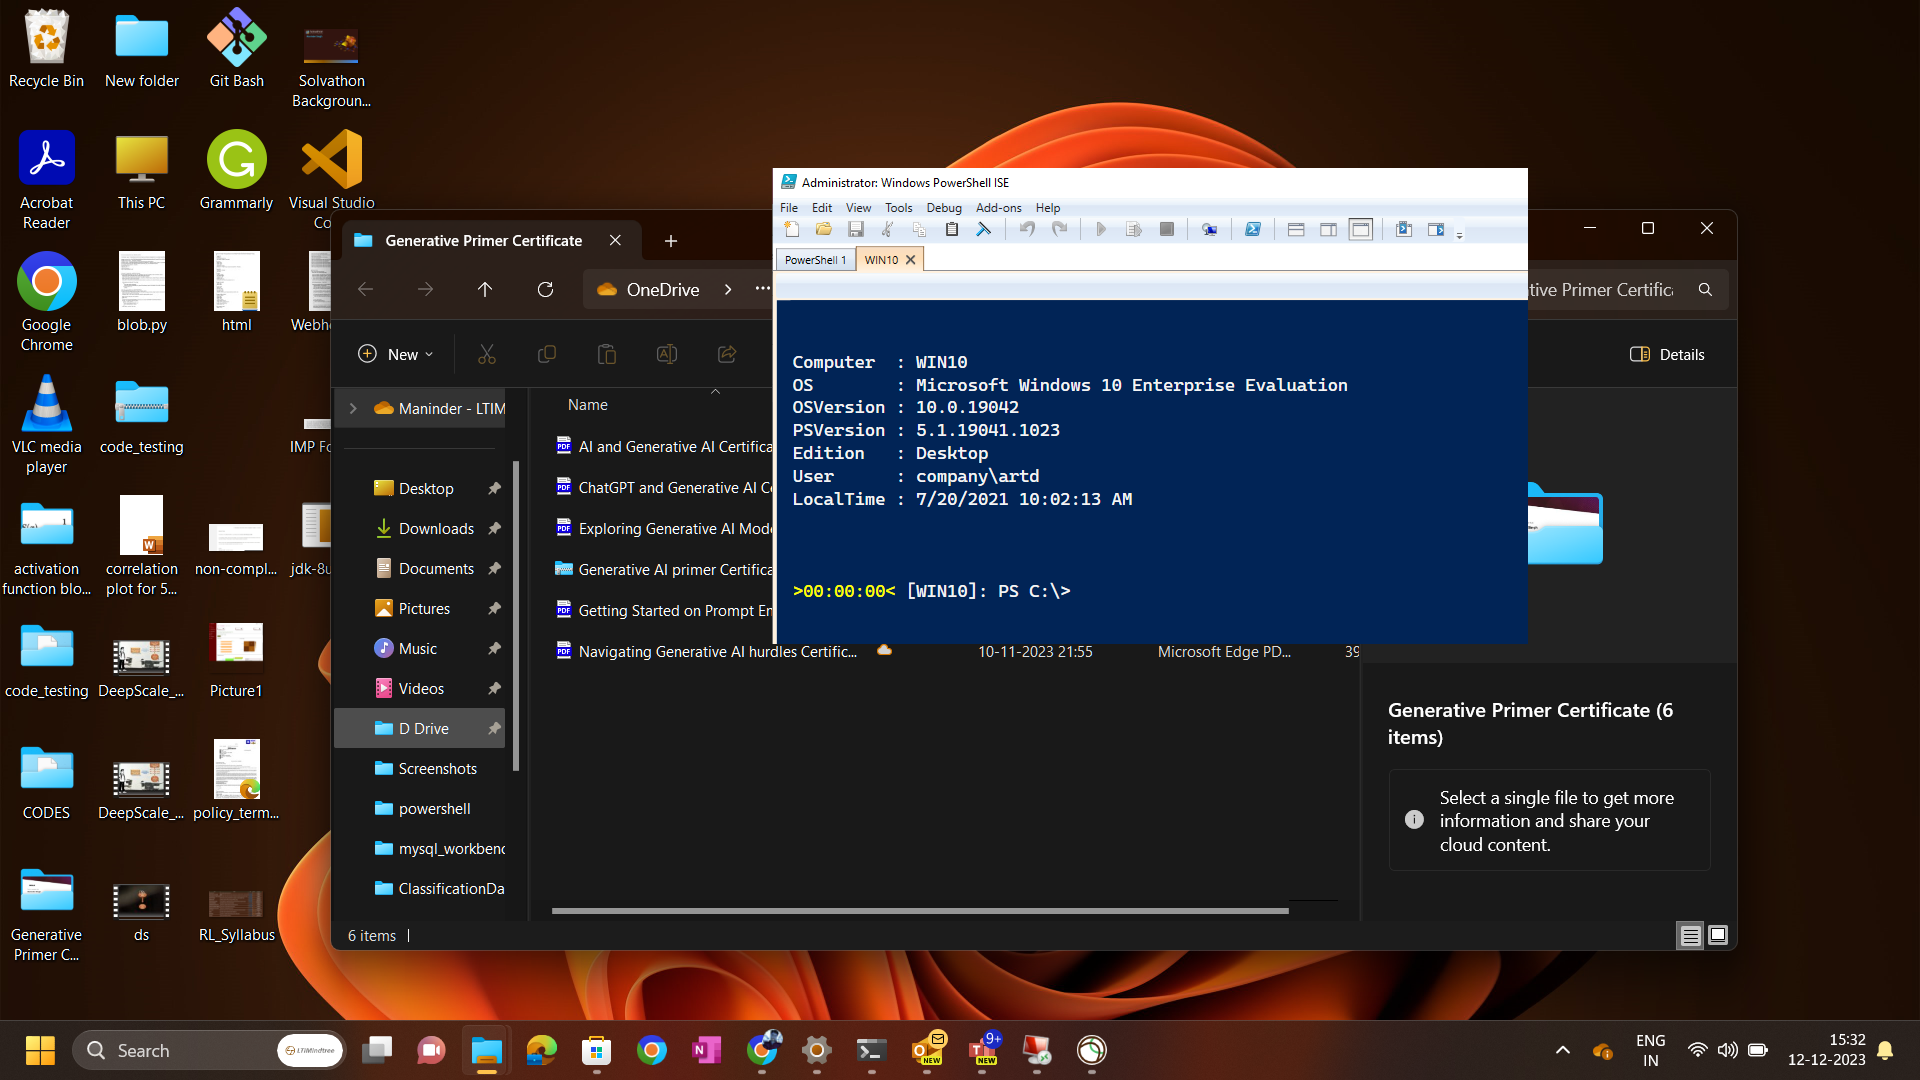 Recycle Bin
New folder
Git Bash
Solvathon
Backgroun...
Acrobat
Reader
This PC
Grammarly
Visual Studio
Co
Google
Chrome
blob.py
html
Webh
VLC media
player
code_testing
IMP Fo
activation
function blo...
correlation
plot for 5...
non-compl...
jdk-8u
code_testing
DeepScale_...
Picture1
CODES
DeepScale_...
policy_term...
Generative
Primer C...
ds
RL_Syllabus
Generative Primer Certificate
OneDrive
tive Primer Certific
New
Details
Maninder - LTIM
Desktop
Downloads
Documents
Pictures
Music
Videos
D Drive
Screenshots
powershell
mysql_workben
ClassificationDa
Name
AI and Generative AI Certifica
ChatGPT and Generative AI Ce
Exploring Generative AI Mode
Generative AI primer Certifica
Getting Started on Prompt En
Navigating Generative AI hurdles Certific... 10-11-2023 21:55 Microsoft Edge PD... 39
Generative Primer Certificate (6
items)
Select a single file to get more
information and share your
cloud content.
6 items
Administrator: Windows PowerShell ISE
File Edit View Tools Debug Add-ons Help
PowerShell 1 WIN10
Computer : WIN10
OS : Microsoft Windows 10 Enterprise Evaluation
OSVersion : 10.0.19042
PSVersion : 5.1.19041.1023
Edition : Desktop
User : company\artd
LocalTime : 7/20/2021 10:02:13 AM
>00:00:00< [WIN10]: PS C:\>
Search
LTIMindtree
NEW
9+
NEW
ENG
IN
15:32
12-12-2023